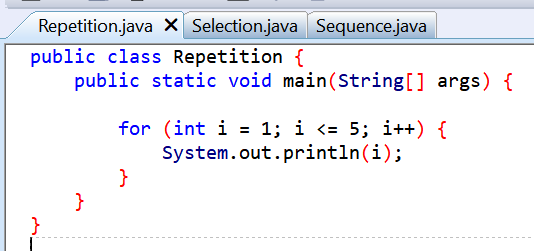 Repetition.java X Selection.java Sequence.java
public class Repetition {
    public static void main(String[] args) {

        for (int i = 1; i <= 5; i++) {
            System.out.println(i);
        }
    }
}